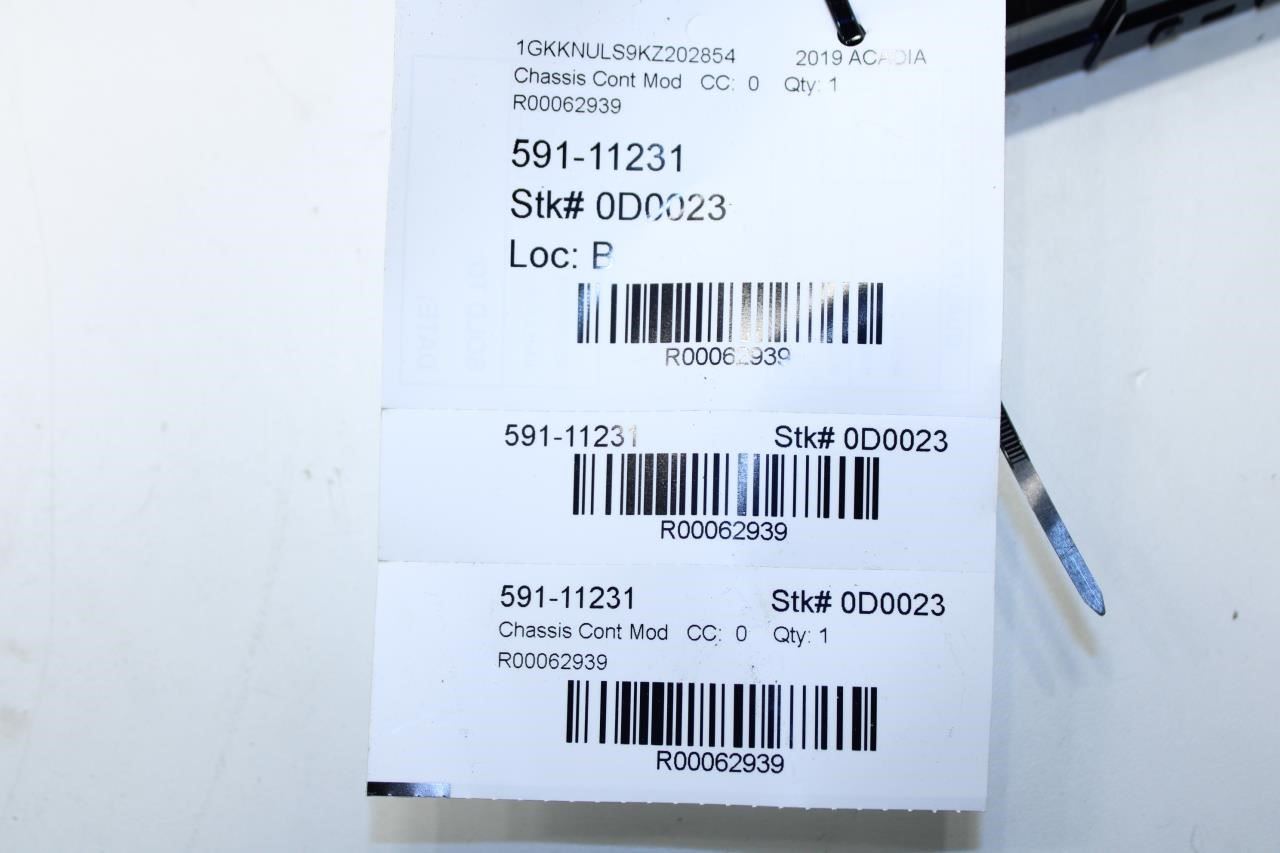 1GKKNULS9KZ202854 2019 ACADIA
Chassis Cont Mod CC: 0 Qty: 1
R00062939
591-11231
Stk# 0D0023
Loc: B
R00062939
591-11231 Stk# 0D0023
R00062939
591-11231 Stk# 0D0023
Chassis Cont Mod CC: 0 Qty: 1
R00062939
R00062939